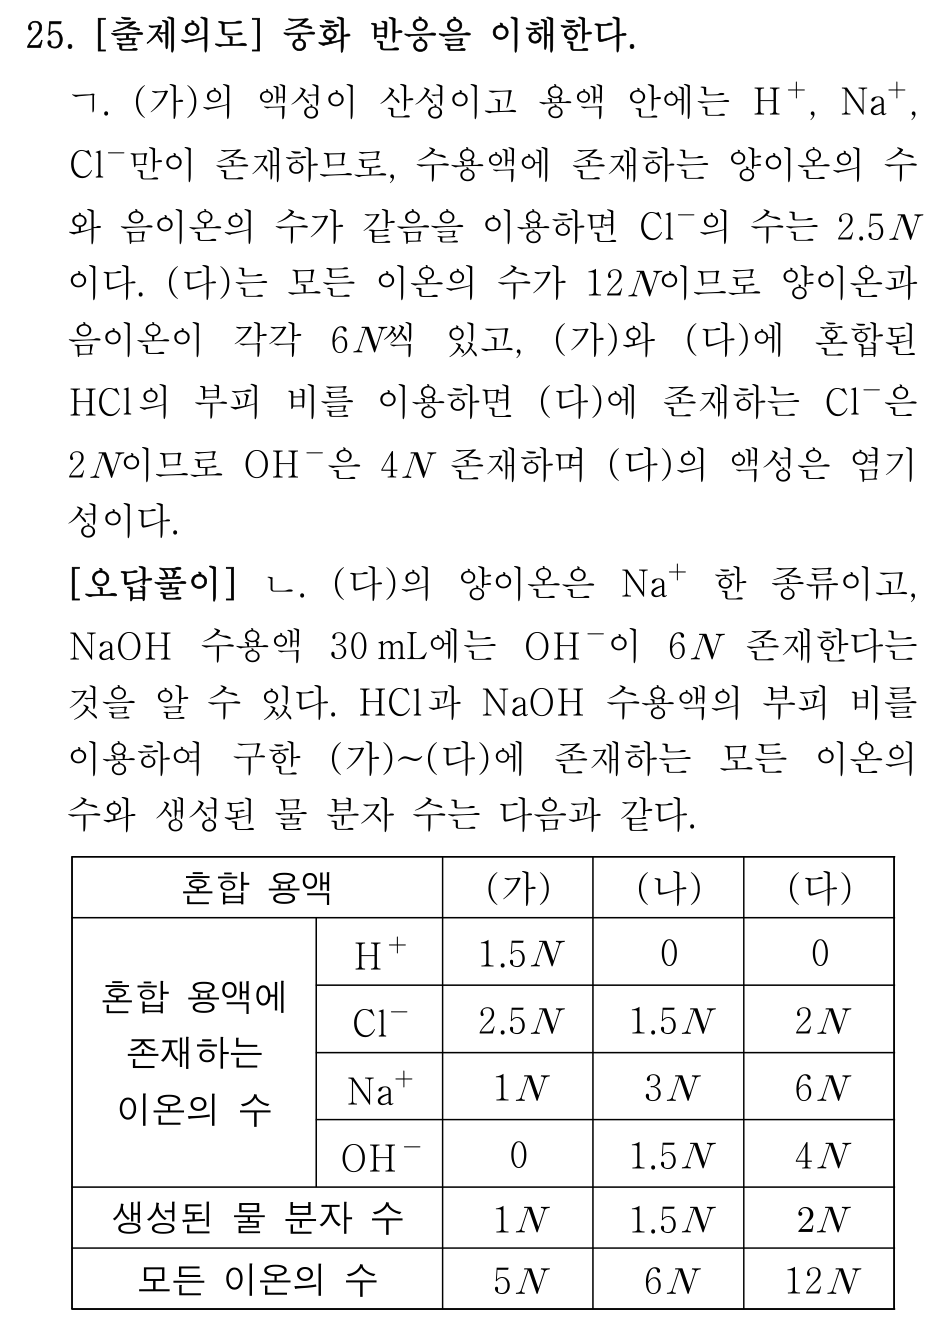 25. [출제의도] 중화 반응을 이해한다.
ㄱ. (가)의 액성이 산성이고 용액 안에는 H⁺, Na⁺,
Cl⁻만이 존재하므로, 수용액에 존재하는 양이온의 수
와 음이온의 수가 같음을 이용하면 Cl⁻의 수는 2.5N
이다. (다)는 모든 이온의 수가 12N이므로 양이온과
음이온이 각각 6N씩 있고, (가)와 (다)에 혼합된
HCl의 부피 비를 이용하면 (다)에 존재하는 Cl⁻은
2N이므로 OH⁻은 4N 존재하며 (다)의 액성은 염기
성이다.
[오답풀이] ㄴ. (다)의 양이온은 Na⁺ 한 종류이고,
NaOH 수용액 30 mL에는 OH⁻이 6N 존재한다는
것을 알 수 있다. HCl과 NaOH 수용액의 부피 비를
이용하여 구한 (가)~(다)에 존재하는 모든 이온의
수와 생성된 물 분자 수는 다음과 같다.
혼합 용액 (가) (나) (다)
혼합 용액에
존재하는
이온의 수
H⁺ 1.5N 0 0
Cl⁻ 2.5N 1.5N 2N
Na⁺ 1N 3N 6N
OH⁻ 0 1.5N 4N
생성된 물 분자 수 1N 1.5N 2N
모든 이온의 수 5N 6N 12N